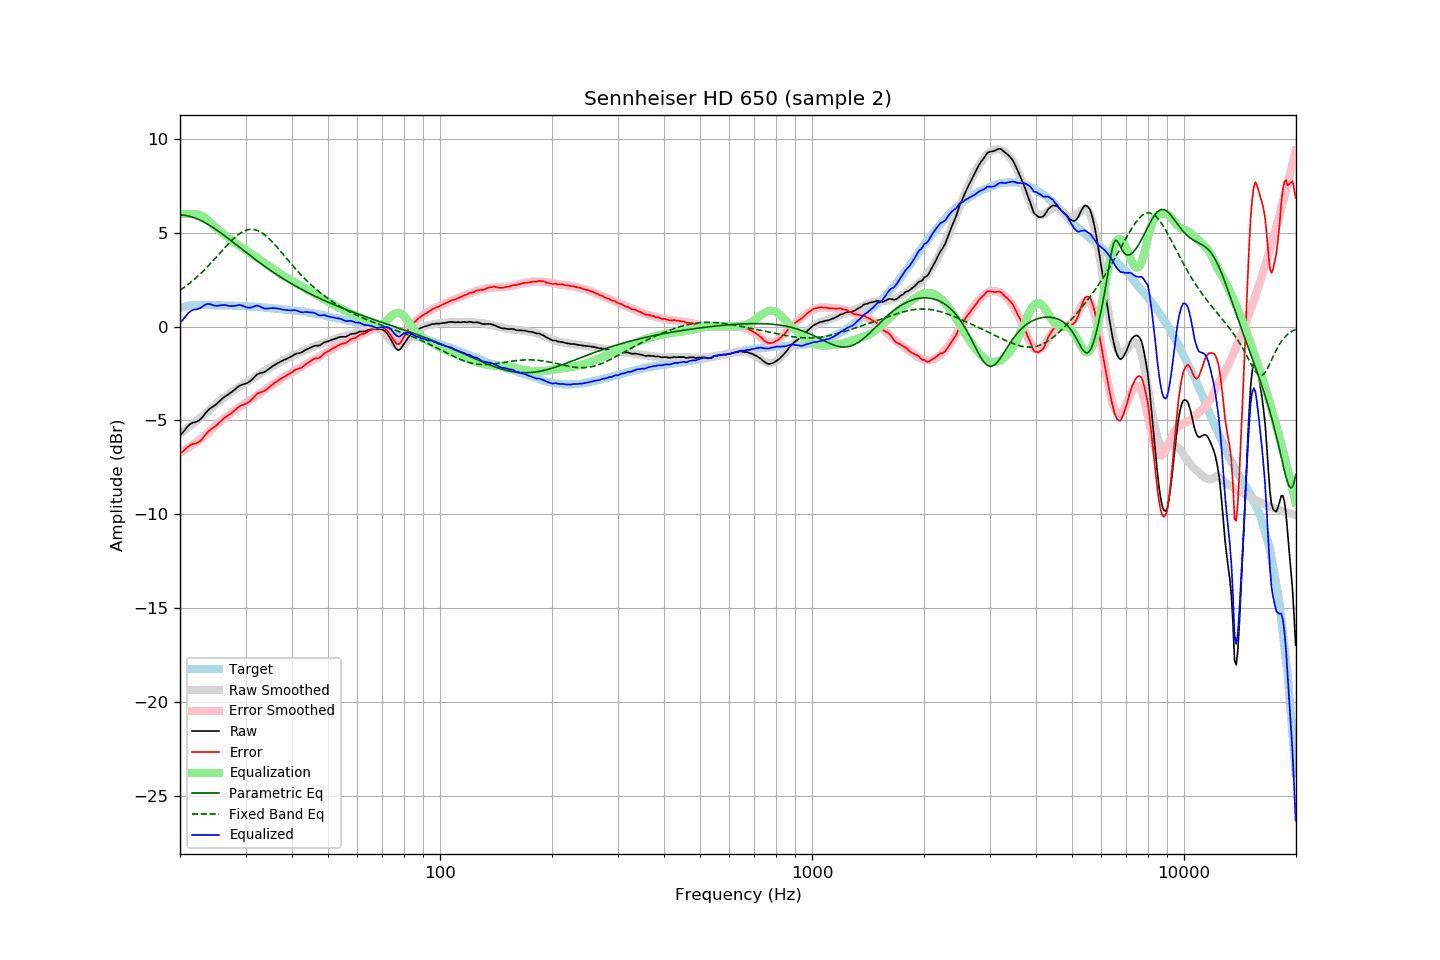 Sennheiser HD 650 (sample 2)
10
5
0
−5
−10
−15
−20
−25
Amplitude (dBr)
Target
Raw Smoothed
Error Smoothed
Raw
Error
Equalization
Parametric Eq
Fixed Band Eq
Equalized
100 1000 10000
Frequency (Hz)